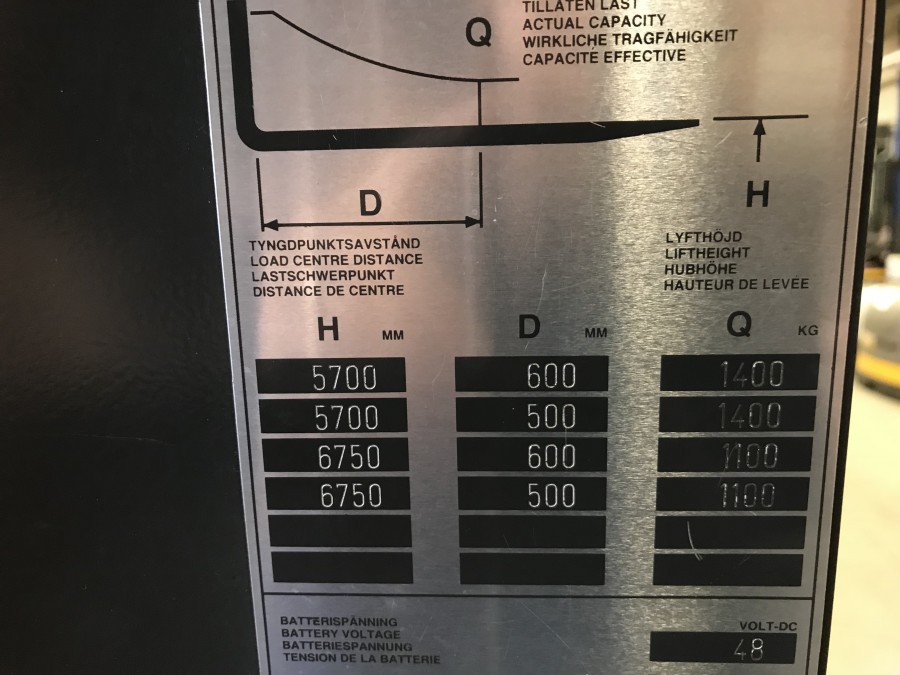 TILLÅTEN LAST
ACTUAL CAPACITY
Q
WIRKLICHE TRAGFÄHIGKEIT
CAPACITE EFFECTIVE
H
D
TYNGDPUNKTSAVSTÅND
LOAD CENTRE DISTANCE
LASTSCHWERPUNKT
DISTANCE DE CENTRE
LYFTHÖJD
LIFTHEIGHT
HUBHÖHE
HAUTEUR DE LEVÉE
H MM D MM Q KG
5700 600 1400
5700 500 1400
6750 600 1100
6750 500 1100
BATTERISPÄNNING
BATTERY VOLTAGE
BATTERIESPANNUNG
TENSION DE LA BATTERIE
VOLT-DC
48